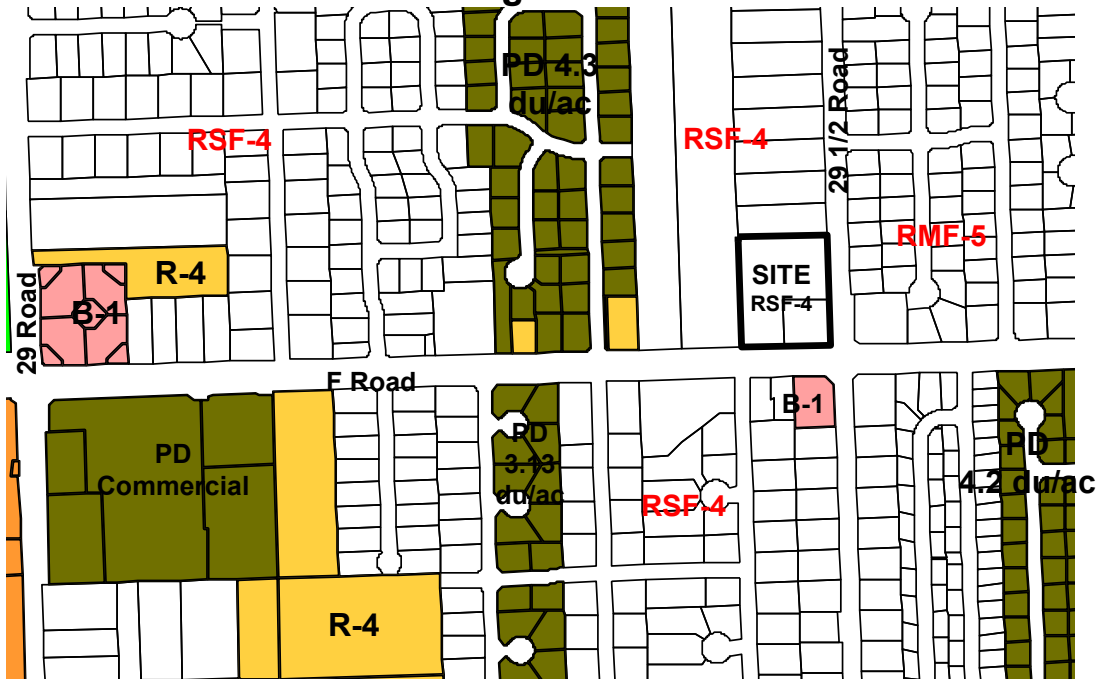 PD 4.3
du/ac
RSF-4
RSF-4
29 1/2 Road
RMF-5
R-4
SITE
RSF-4
B-1
29 Road
F Road
B-1
PD
3.13
du/ac
PD
Commercial
PD
4.2 du/ac
RSF-4
R-4